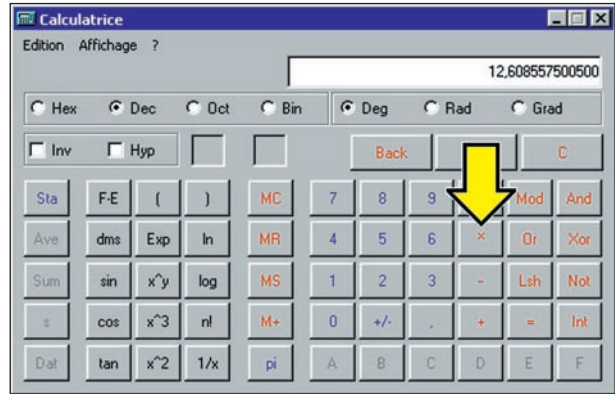 Calculatrice
Edition Affichage ?
12,608557500500
Hex Dec Oct Bin Deg Rad Grad
Inv Hyp Back C
Sta F-E ( ) MC 7 8 9 Mod And
Ave dms Exp ln MR 4 5 6 × Or Xor
Sum sin x^y log MS 1 2 3 - Lsh Not
s cos x^3 n! M+ 0 +/- , + = Int
Dat tan x^2 1/x pi A B C D E F